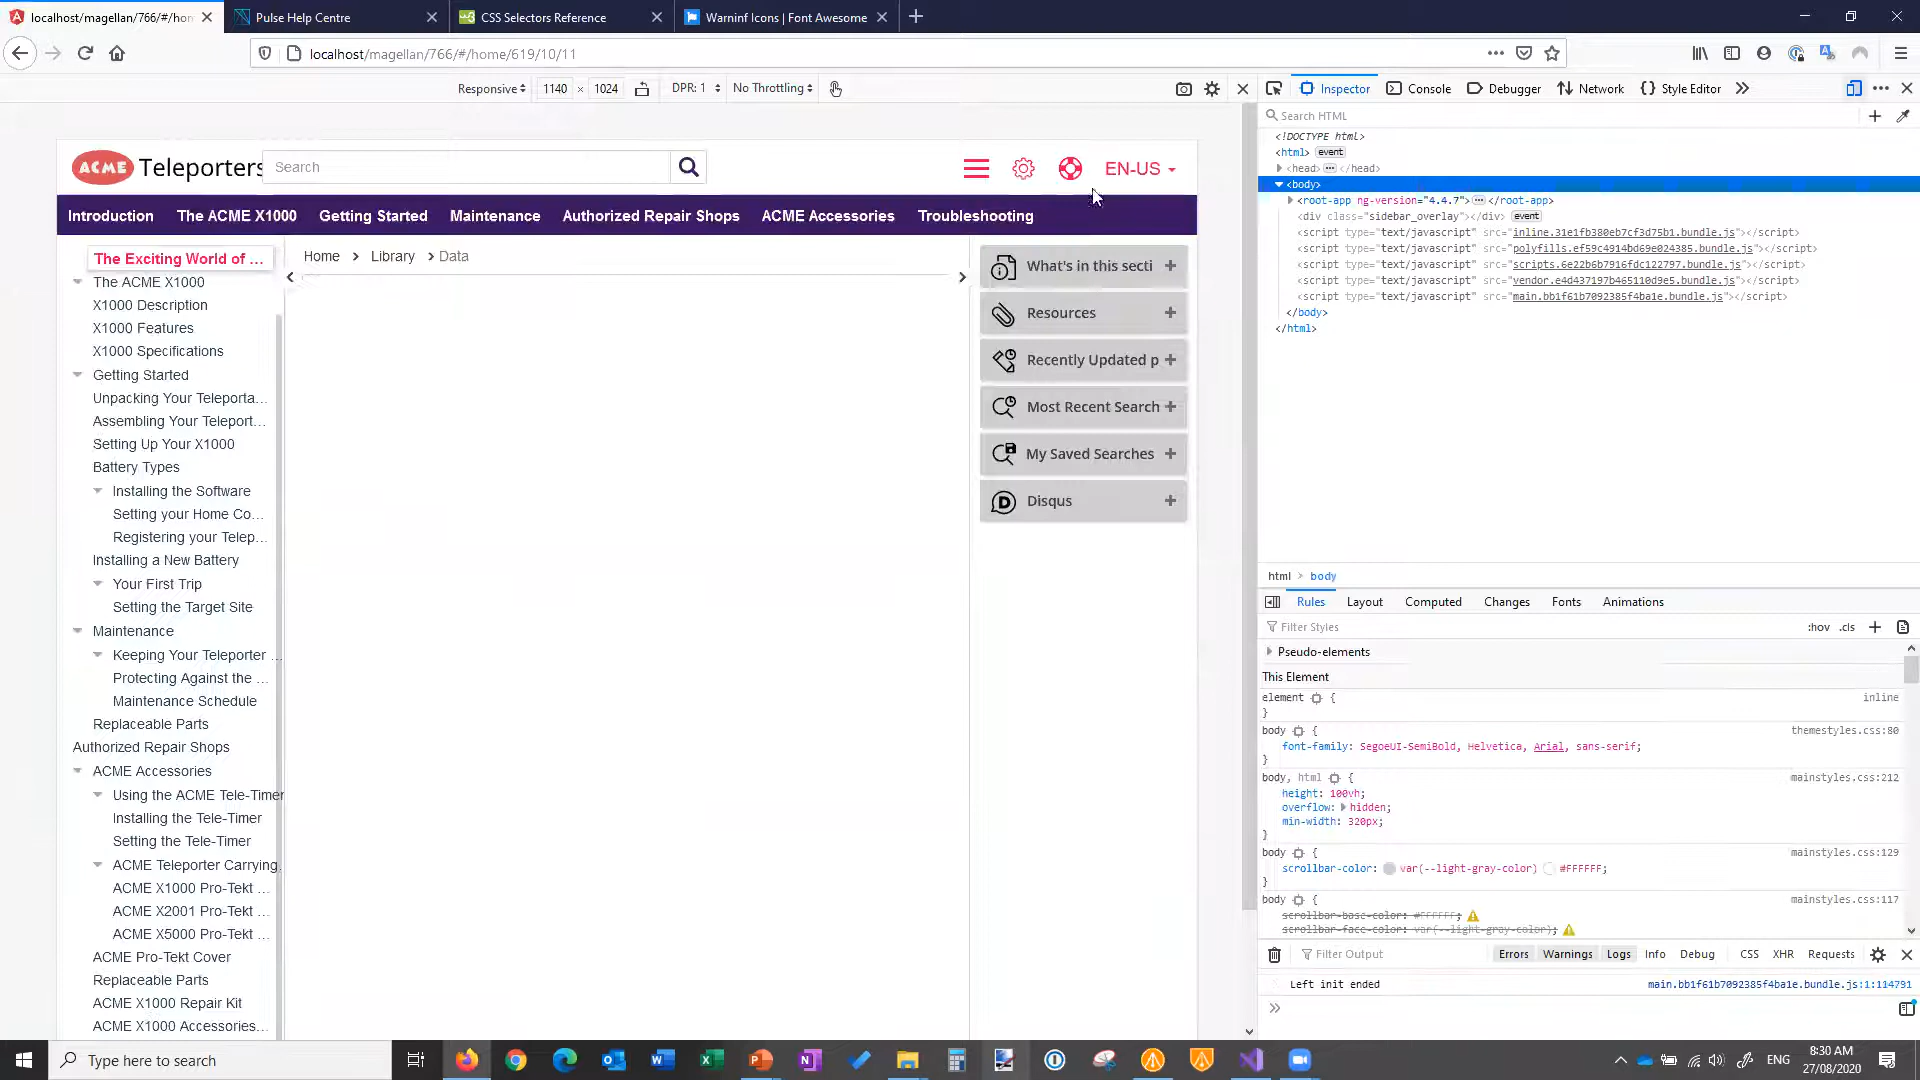 localhost/magellan/766/#/hom
Pulse Help Centre
CSS Selectors Reference
Warninf Icons | Font Awesome
localhost/magellan/766/#/home/619/10/11
Responsive 1140 × 1024 DPR: 1 No Throttling
Inspector Console Debugger Network Style Editor
Search HTML
<!DOCTYPE html>
<html> event
<head> </head>
<body>
<root-app ng-version="4.4.7"> </root-app>
<div class="sidebar_overlay"></div> event
<script type="text/javascript" src="inline.31e1fb380eb7cf3d75b1.bundle.js"></script>
<script type="text/javascript" src="polyfills.ef59c4914bd69e024385.bundle.js"></script>
<script type="text/javascript" src="scripts.6e22b6b7916fdc122797.bundle.js"></script>
<script type="text/javascript" src="vendor.e4d437197b465110d9e5.bundle.js"></script>
<script type="text/javascript" src="main.bb1f61b7092385f4ba1e.bundle.js"></script>
</body>
</html>
ACME Teleporters
Search
EN-US
Introduction The ACME X1000 Getting Started Maintenance Authorized Repair Shops ACME Accessories Troubleshooting
The Exciting World of ...
The ACME X1000
X1000 Description
X1000 Features
X1000 Specifications
Getting Started
Unpacking Your Teleporta...
Assembling Your Teleport...
Setting Up Your X1000
Battery Types
Installing the Software
Setting your Home Co...
Registering your Telep...
Installing a New Battery
Your First Trip
Setting the Target Site
Maintenance
Keeping Your Teleporter ...
Protecting Against the ...
Maintenance Schedule
Replaceable Parts
Authorized Repair Shops
ACME Accessories
Using the ACME Tele-Timer
Installing the Tele-Timer
Setting the Tele-Timer
ACME Teleporter Carrying
ACME X1000 Pro-Tekt ...
ACME X2001 Pro-Tekt ...
ACME X5000 Pro-Tekt ...
ACME Pro-Tekt Cover
Replaceable Parts
ACME X1000 Repair Kit
ACME X1000 Accessories...
Home > Library > Data
What's in this secti +
Resources +
Recently Updated p +
Most Recent Search +
My Saved Searches +
Disqus +
html > body
Rules Layout Computed Changes Fonts Animations
Filter Styles :hov .cls +
Pseudo-elements
This Element
element { inline
}
body { themestyles.css:80
font-family: SegoeUI-SemiBold, Helvetica, Arial, sans-serif;
}
body, html { mainstyles.css:212
height: 100vh;
overflow: hidden;
min-width: 320px;
}
body { mainstyles.css:129
scrollbar-color: var(--light-gray-color) #FFFFFF;
}
body { mainstyles.css:117
scrollbar-base-color: #FFFFFF;
scrollbar-face-color: var(--light-gray-color);
Filter Output Errors Warnings Logs Info Debug CSS XHR Requests
Left init ended main.bb1f61b7092385f4ba1e.bundle.js:1:114791
Type here to search
ENG
8:30 AM
27/08/2020